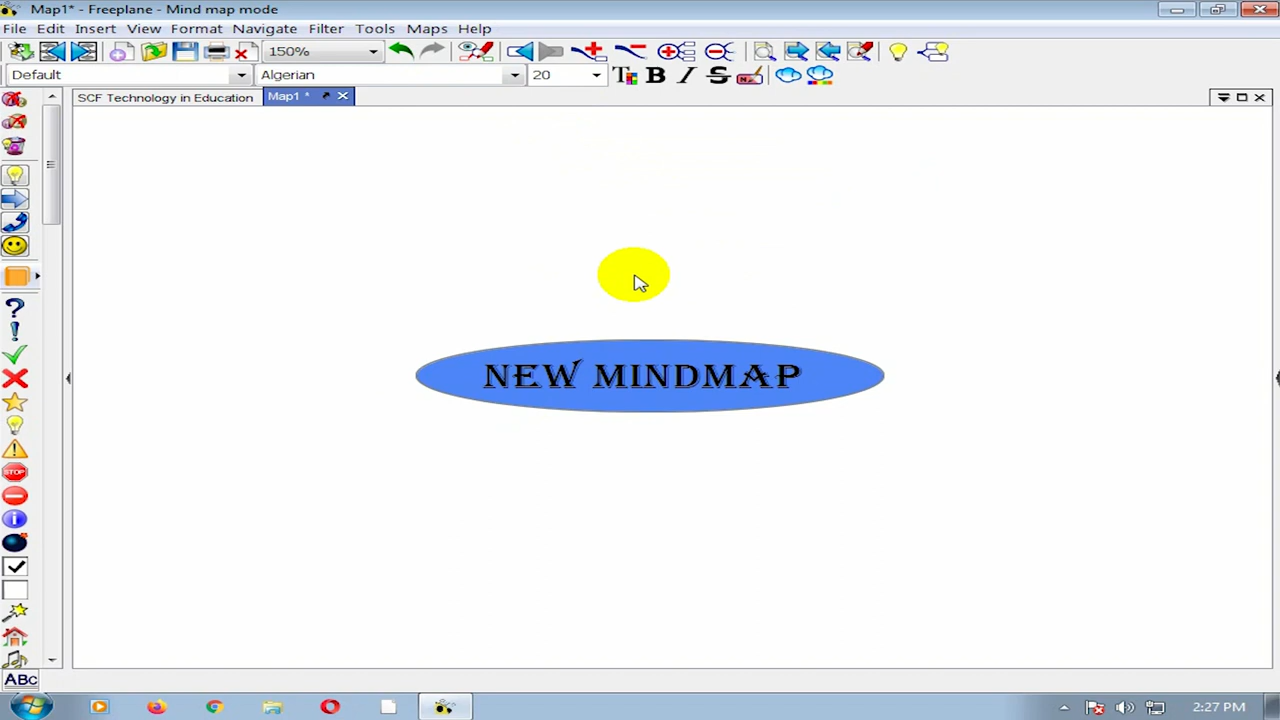 Map1* - Freeplane - Mind map mode
File Edit Insert View Format Navigate Filter Tools Maps Help
150%
Default Algerian 20 T B I S
SCF Technology in Education Map1 *
NEW MINDMAP
STOP
ABC
2:27 PM